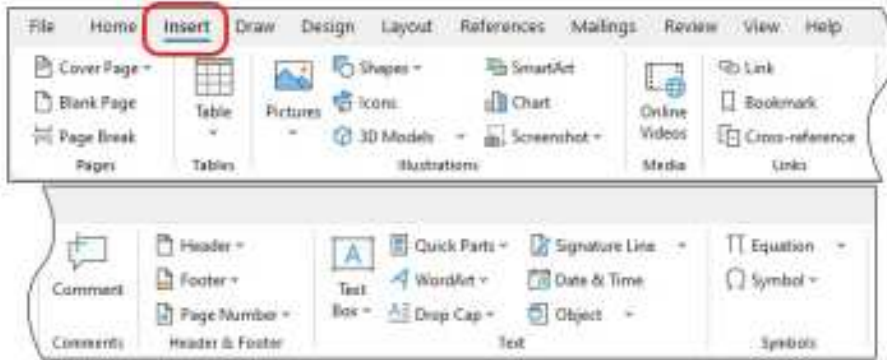 File Home Insert Draw Design Layout References Mailings Review View Help
Cover Page
Blank Page
Page Break
Pages
Table
Tables
Pictures
Shapes
Icons
3D Models
SmartArt
Chart
Screenshot
Illustrations
Online
Videos
Media
Link
Bookmark
Cross-reference
Links
Comment
Comments
Header
Footer
Page Number
Header & Footer
A
Text
Box
Quick Parts
WordArt
Drop Cap
Signature Line
Date & Time
Object
Text
Equation
Symbol
Symbols